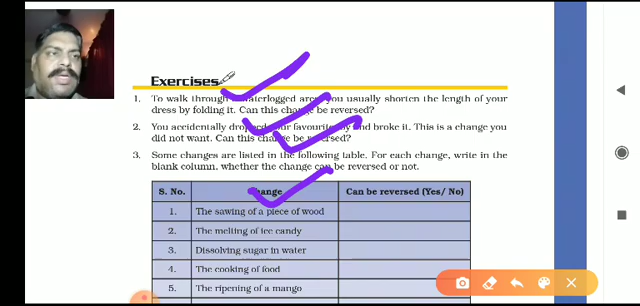 Exercises
1. To walk through a waterlogged area, you usually shorten the length of your
dress by folding it. Can this change be reversed?
2. You accidentally dropped your favourite toy and broke it. This is a change you
did not want. Can this change be reversed?
3. Some changes are listed in the following table. For each change, write in the
blank column, whether the change can be reversed or not.
S. No. Change Can be reversed (Yes/ No)
1. The sawing of a piece of wood
2. The melting of ice candy
3. Dissolving sugar in water
4. The cooking of food
5. The ripening of a mango